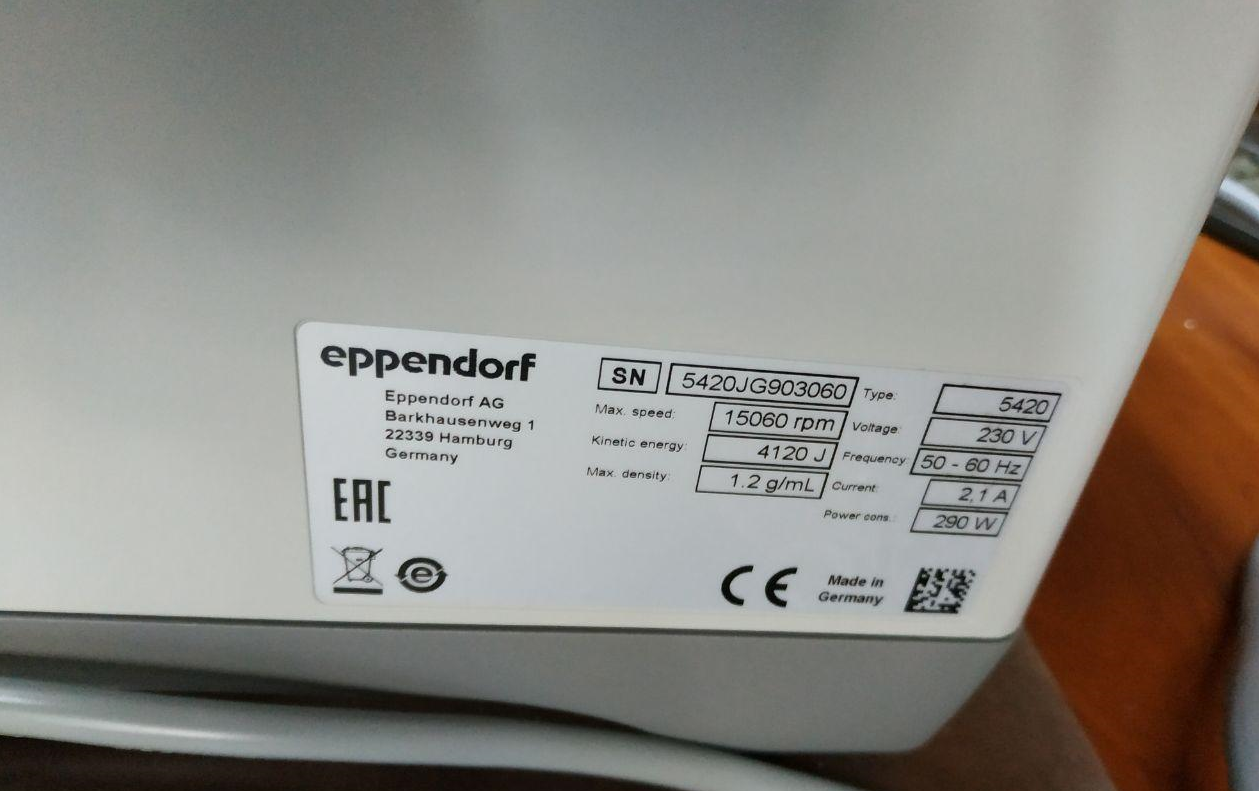 eppendorf
Eppendorf AG
Barkhausenweg 1
22339 Hamburg
Germany
EAC
SN 5420JG903060
Max. speed: 15060 rpm
Kinetic energy: 4120 J
Max. density: 1.2 g/mL
Type: 5420
Voltage: 230 V
Frequency: 50 - 60 Hz
Current: 2,1 A
Power cons.: 290 W
e
CE
Made in
Germany